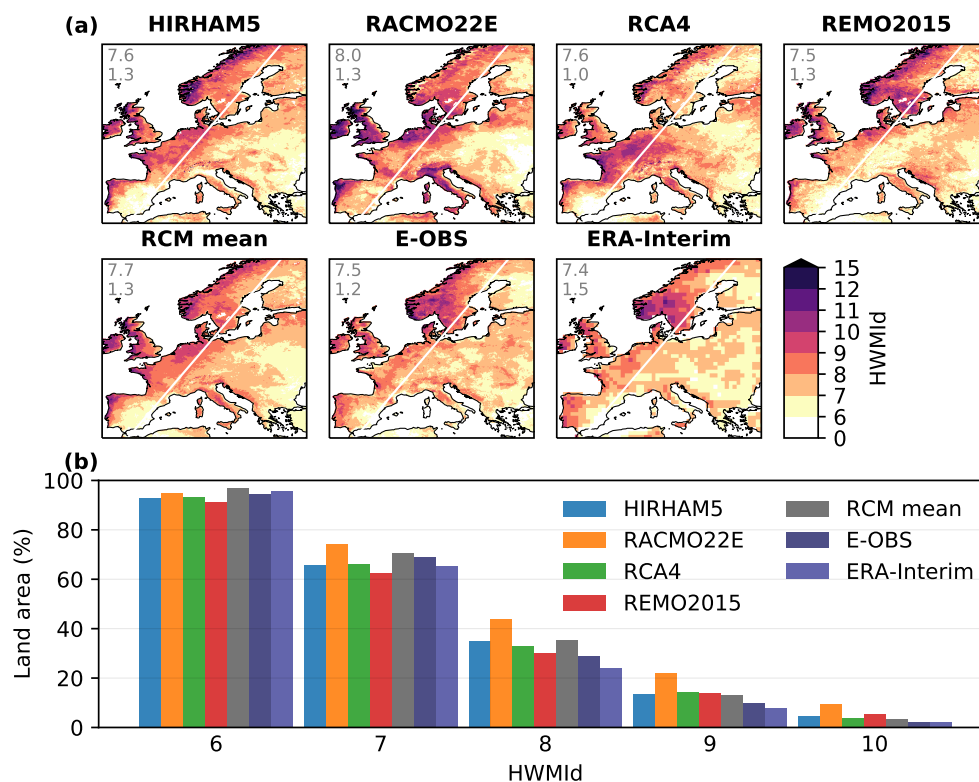 (a)
HIRHAM5
RACMO22E
RCA4
REMO2015
7.6
1.3
8.0
1.3
7.6
1.0
7.5
1.3
RCM mean
E-OBS
ERA-Interim
7.7
1.3
7.5
1.2
7.4
1.5
15
12
11
10
9
8
7
6
0
HWMId
(b)
100
80
60
40
20
0
Land area (%)
HIRHAM5
RACMO22E
RCA4
REMO2015
RCM mean
E-OBS
ERA-Interim
6
7
8
9
10
HWMId